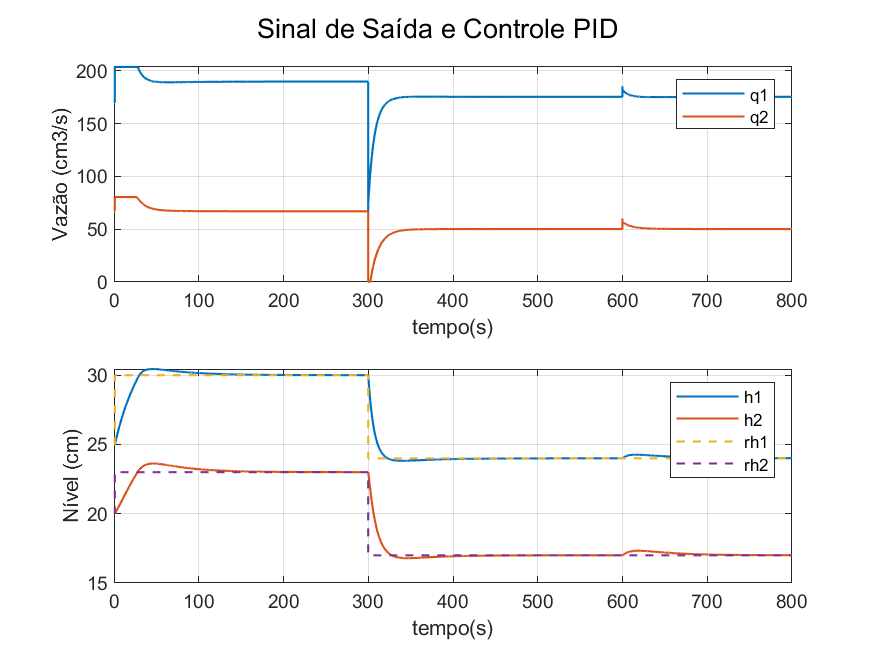 Sinal de Saída e Controle PID
200
150
100
50
0
Vazão (cm3/s)
q1
q2
0 100 200 300 400 500 600 700 800
tempo(s)
30
25
20
15
Nível (cm)
h1
h2
rh1
rh2
0 100 200 300 400 500 600 700 800
tempo(s)